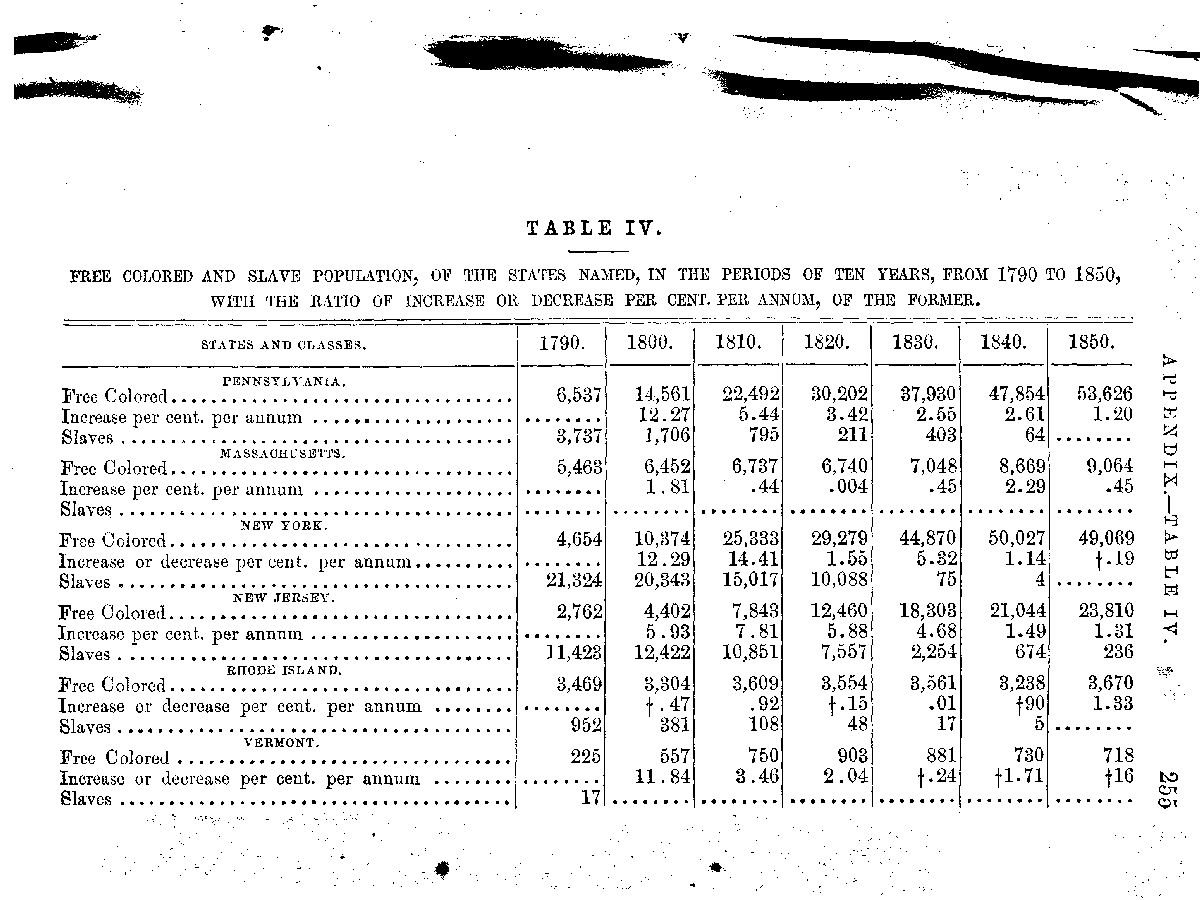 TABLE IV.
FREE COLORED AND SLAVE POPULATION, OF THE STATES NAMED, IN THE PERIODS OF TEN YEARS, FROM 1790 TO 1850,
WITH THE RATIO OF INCREASE OR DECREASE PER CENT. PER ANNUM, OF THE FORMER.
STATES AND CLASSES. 1790. 1800. 1810. 1820. 1830. 1840. 1850.
PENNSYLVANIA.
Free Colored 6,537 14,561 22,492 30,202 37,930 47,854 53,626
Increase per cent. per annum ........ 12.27 5.44 3.42 2.55 2.61 1.20
Slaves 3,737 1,706 795 211 403 64 ........
MASSACHUSETTS.
Free Colored 5,463 6,452 6,737 6,740 7,048 8,669 9,064
Increase per cent. per annum ........ 1.81 .44 .004 .45 2.29 .45
Slaves ........ ........ ........ ........ ........ ........ ........
NEW YORK.
Free Colored 4,654 10,374 25,333 29,279 44,870 50,027 49,069
Increase or decrease per cent. per annum ........ 12.29 14.41 1.55 5.32 1.14 †.19
Slaves 21,324 20,343 15,017 10,088 75 4 ........
NEW JERSEY.
Free Colored 2,762 4,402 7,843 12,460 18,303 21,044 23,810
Increase per cent. per annum ........ 5.93 7.81 5.88 4.68 1.49 1.31
Slaves 11,423 12,422 10,851 7,557 2,254 674 236
RHODE ISLAND.
Free Colored 3,469 3,304 3,609 3,554 3,561 3,238 3,670
Increase or decrease per cent. per annum ........ †.47 .92 †.15 .01 †90 1.33
Slaves 952 381 108 48 17 5 ........
VERMONT.
Free Colored 225 557 750 903 881 730 718
Increase or decrease per cent. per annum ........ 11.84 3.46 2.04 †.24 †1.71 †16
Slaves 17 ........ ........ ........ ........ ........ ........
APPENDIX.—TABLE IV. 255